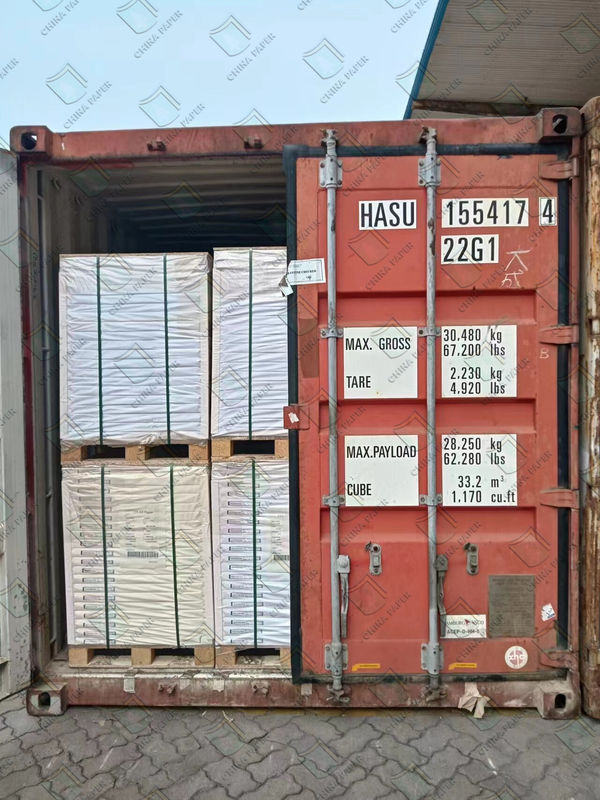 HASU 155417 4
22G1
MAX. GROSS 30.480 kg
67.200 lbs
TARE 2.230 kg
4.920 lbs
MAX.PAYLOAD 28.250 kg
62.280 lbs
CUBE 33.2 m³
1.170 cu.ft
B
CHIRA PAPER